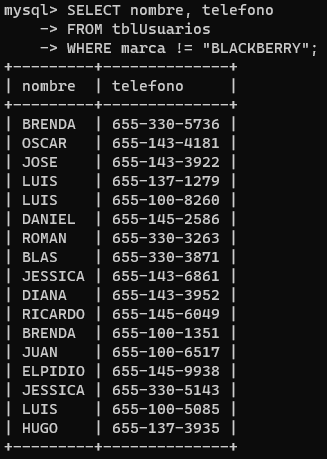 mysql> SELECT nombre, telefono
    -> FROM tblUsuarios
    -> WHERE marca != "BLACKBERRY";
+---------+--------------+
| nombre  | telefono     |
+---------+--------------+
| BRENDA  | 655-330-5736 |
| OSCAR   | 655-143-4181 |
| JOSE    | 655-143-3922 |
| LUIS    | 655-137-1279 |
| LUIS    | 655-100-8260 |
| DANIEL  | 655-145-2586 |
| ROMAN   | 655-330-3263 |
| BLAS    | 655-330-3871 |
| JESSICA | 655-143-6861 |
| DIANA   | 655-143-3952 |
| RICARDO | 655-145-6049 |
| BRENDA  | 655-100-1351 |
| JUAN    | 655-100-6517 |
| ELPIDIO | 655-145-9938 |
| JESSICA | 655-330-5143 |
| LUIS    | 655-100-5085 |
| HUGO    | 655-137-3935 |
+---------+--------------+